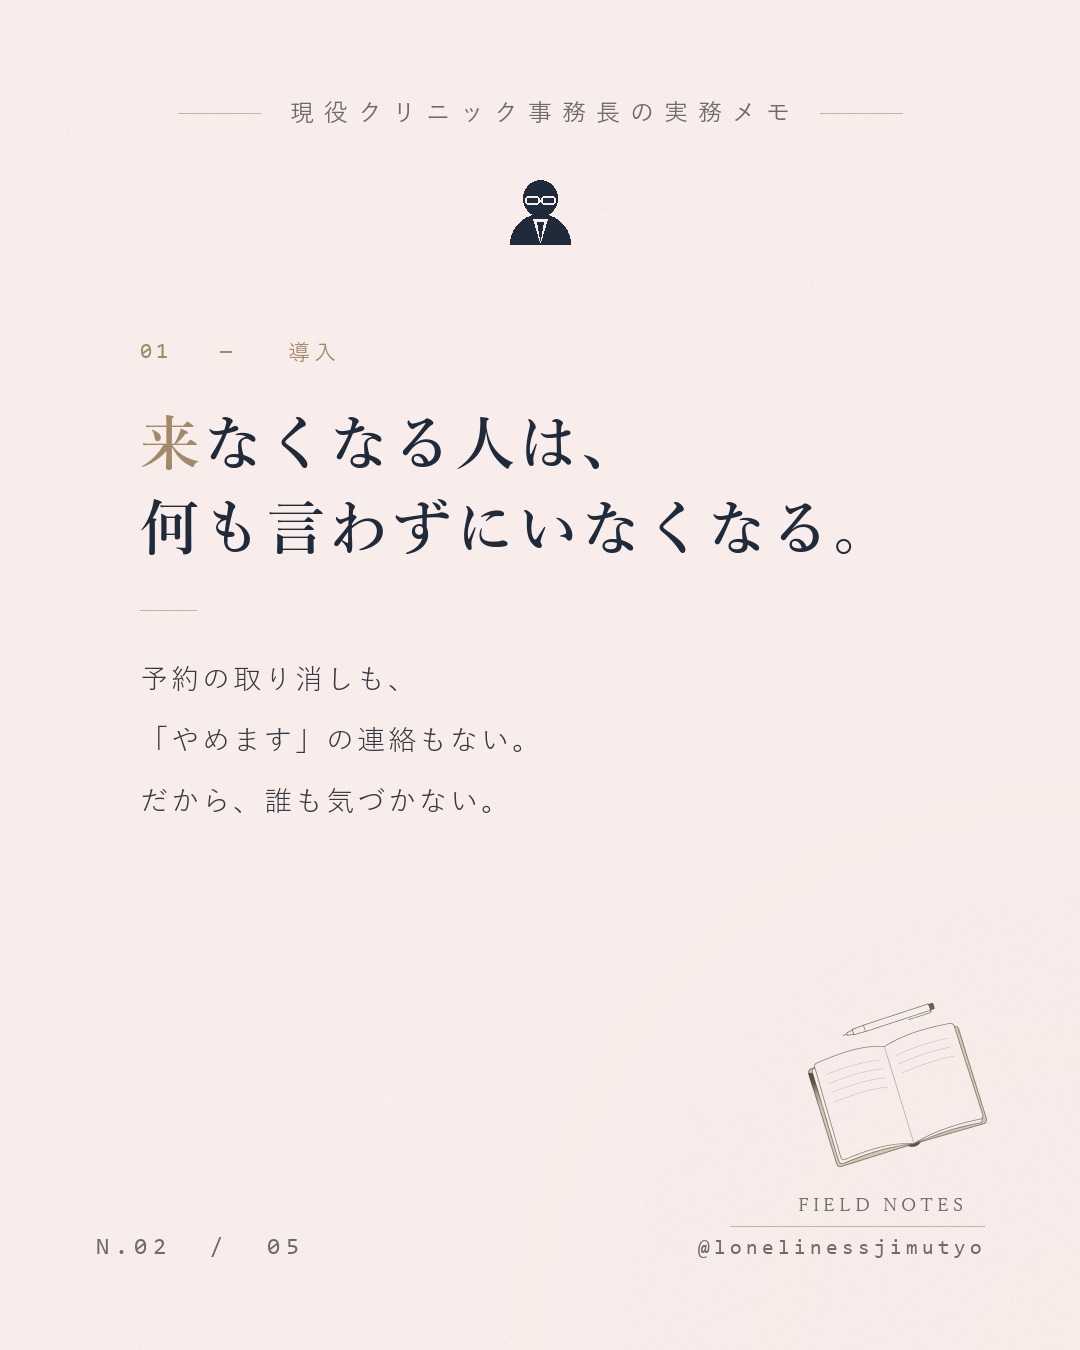 現役クリニック事務長の実務メモ
01 — 導入
来なくなる人は、
何も言わずにいなくなる。
予約の取り消しも、
「やめます」の連絡もない。
だから、誰も気づかない。
FIELD NOTES
N.02 / 05
@lonelinessjimutyo